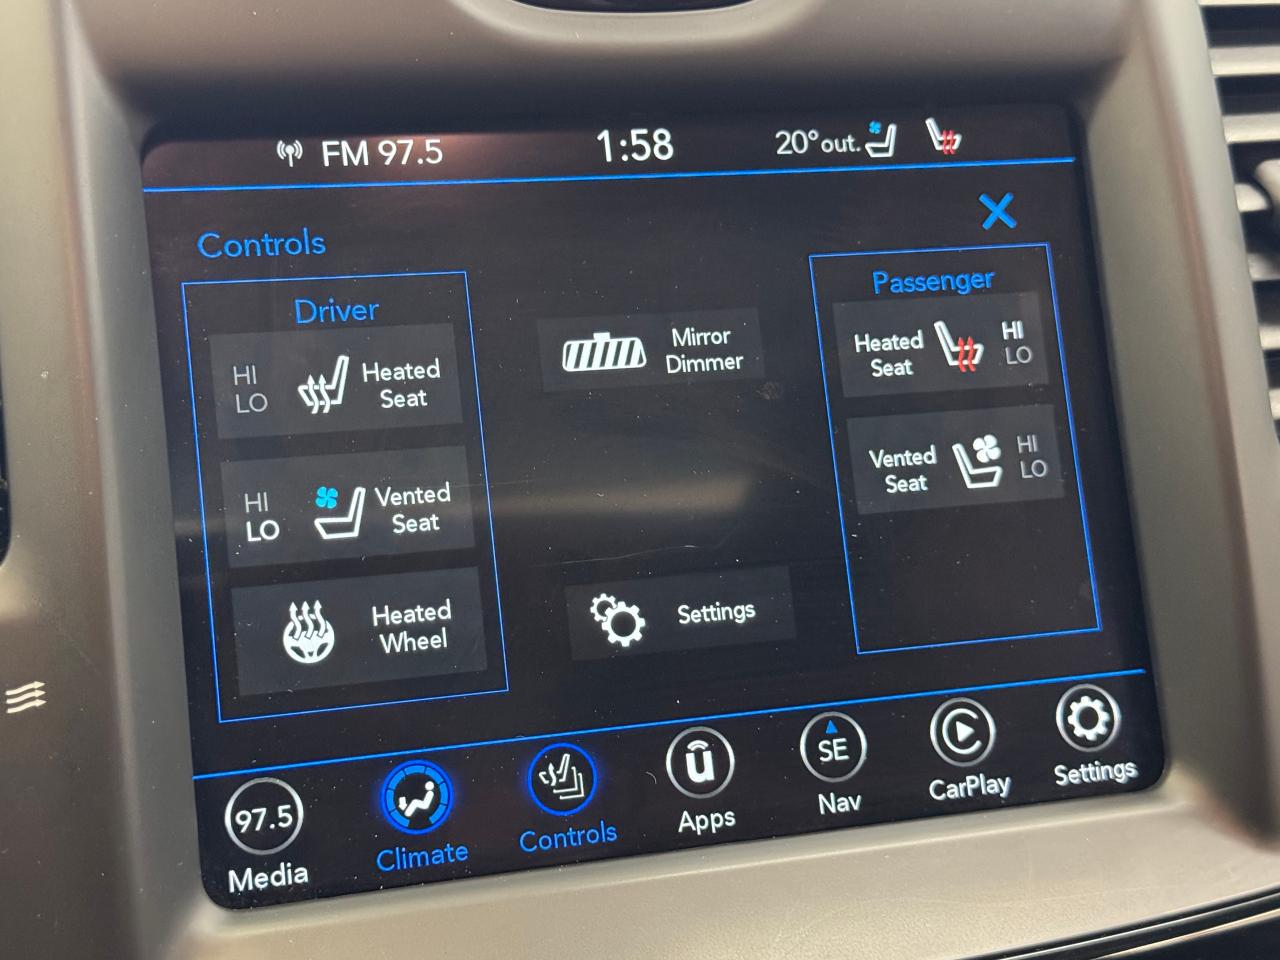 FM 97.5
1:58
20° out.
Controls
Driver
HI
LO
Heated
Seat
HI
LO
Vented
Seat
Heated
Wheel
Mirror
Dimmer
Settings
Passenger
Heated
Seat
HI
LO
Vented
Seat
HI
LO
97.5
Media
Climate
Controls
u
Apps
SE
Nav
CarPlay
Settings